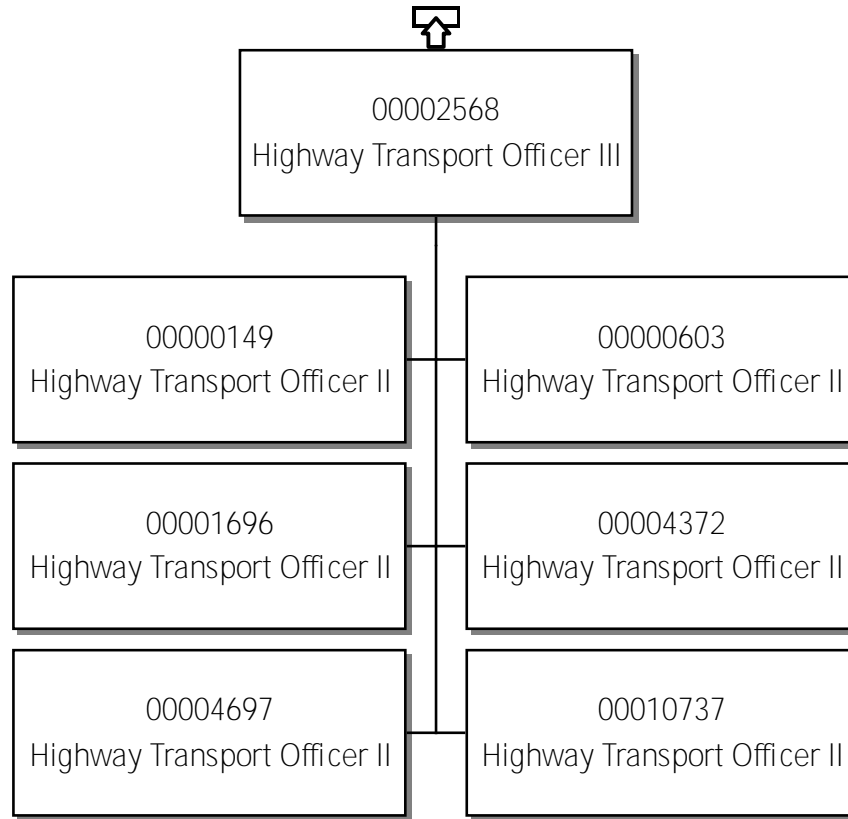 00002568
Highway Transport Officer III
00000149
Highway Transport Officer II
00000603
Highway Transport Officer II
00001696
Highway Transport Officer II
00004372
Highway Transport Officer II
00004697
Highway Transport Officer II
00010737
Highway Transport Officer II